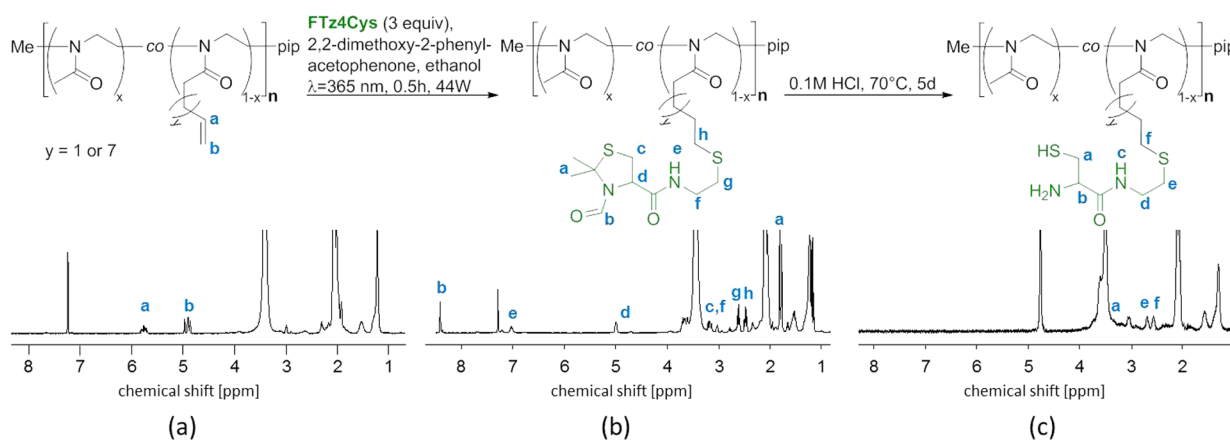 FTz4Cys (3 equiv),
2,2-dimethoxy-2-phenyl-
acetophenone, ethanol
λ=365 nm, 0.5h, 44W
0.1M HCl, 70°C, 5d
Me N O x co N O 1-x n pip
y
a
b
y = 1 or 7
Me N O x co N O 1-x n pip
y
h
S c e H N S
a d g
N O f
O b
Me N O x co N O 1-x n pip
y
f
HS a c H N S
H2N b e
O d
a b
8 7 6 5 4 3 2 1
chemical shift [ppm]
b e d c,f g h a
8 7 6 5 4 3 2 1
chemical shift [ppm]
a e f
8 7 6 5 4 3 2
chemical shift [ppm]
(a) (b) (c)